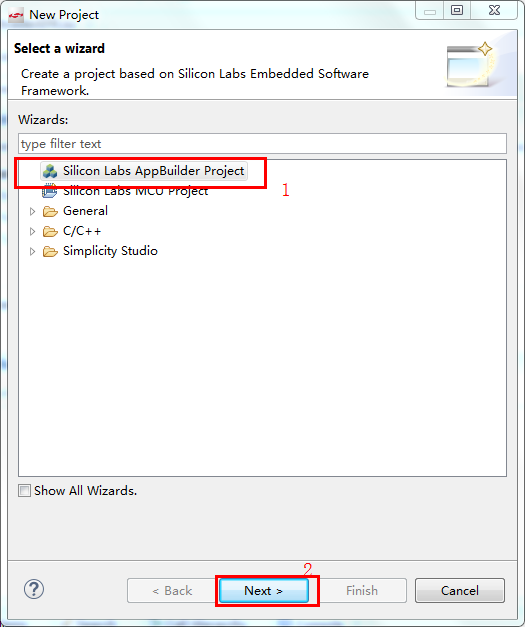 New Project
Select a wizard
Create a project based on Silicon Labs Embedded Software
Framework.
Wizards:
type filter text
Silicon Labs AppBuilder Project
1
Silicon Labs MCU Project
General
C/C++
Simplicity Studio
Show All Wizards.
2
?
< Back
Next >
Finish
Cancel